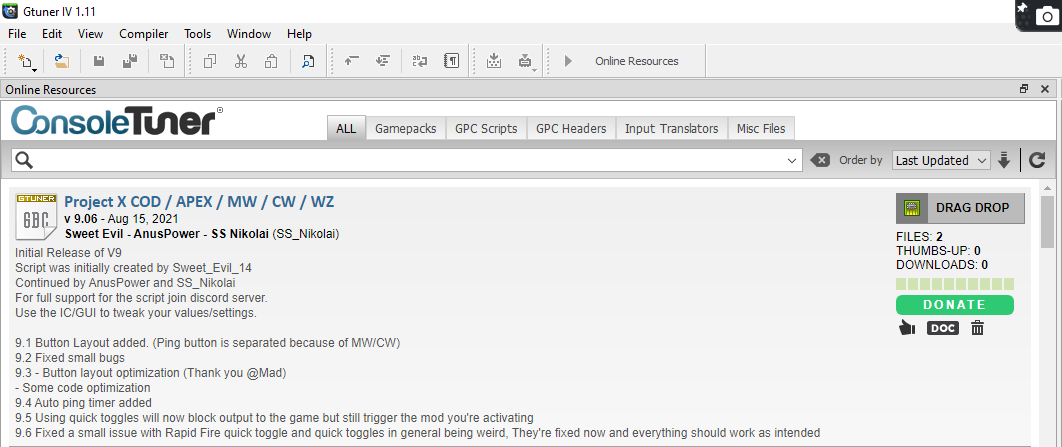 Gtuner IV 1.11
File Edit View Compiler Tools Window Help
Online Resources
Online Resources
ConsoleTuner
ALL Gamepacks GPC Scripts GPC Headers Input Translators Misc Files
Order by Last Updated
GTUNER
Project X COD / APEX / MW / CW / WZ
DRAG DROP
GBC
v 9.06 - Aug 15, 2021
Sweet Evil - AnusPower - SS Nikolai (SS_Nikolai)
FILES: 2
THUMBS-UP: 0
DOWNLOADS: 0
DONATE
DOC
Initial Release of V9
Script was initially created by Sweet_Evil_14
Continued by AnusPower and SS_Nikolai
For full support for the script join discord server.
Use the IC/GUI to tweak your values/settings.
9.1 Button Layout added. (Ping button is separated because of MW/CW)
9.2 Fixed small bugs
9.3 - Button layout optimization (Thank you @Mad)
- Some code optimization
9.4 Auto ping timer added
9.5 Using quick toggles will now block output to the game but still trigger the mod you're activating
9.6 Fixed a small issue with Rapid Fire quick toggle and quick toggles in general being weird, They're fixed now and everything should work as intended